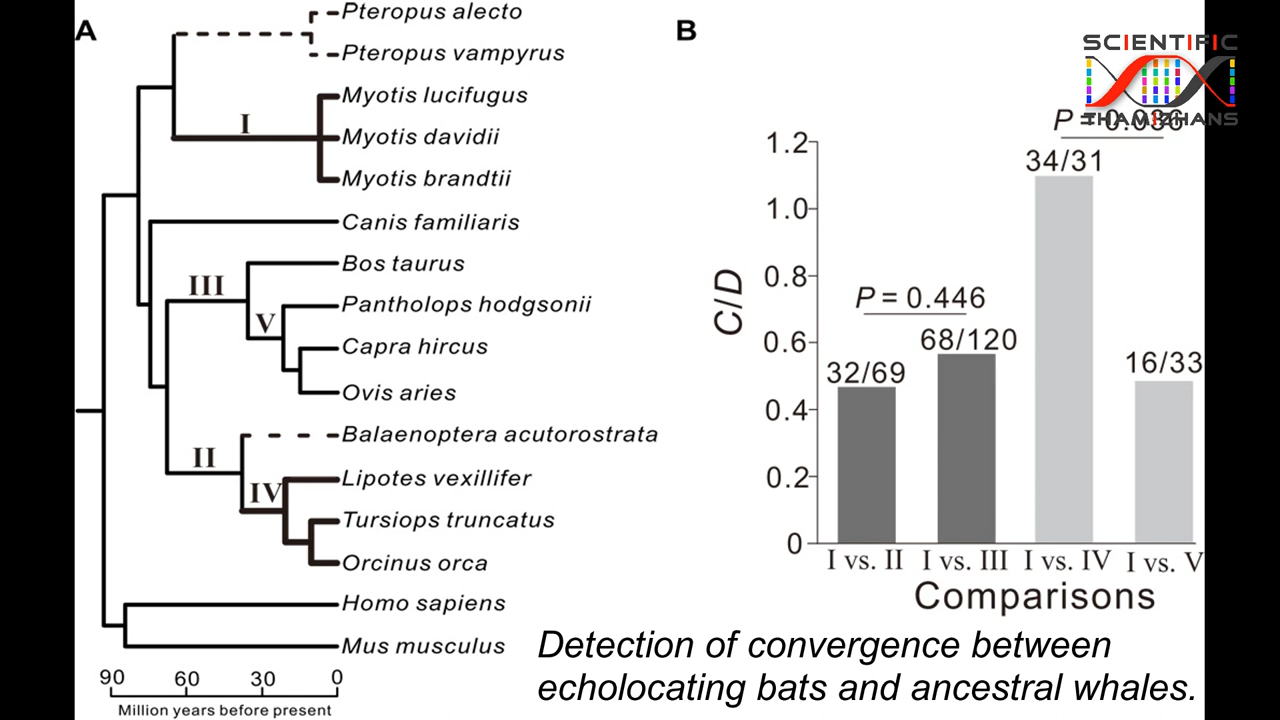 A
Pteropus alecto
Pteropus vampyrus
Myotis lucifugus
I
Myotis davidii
Myotis brandtii
Canis familiaris
Bos taurus
III
Pantholops hodgsonii
V
Capra hircus
Ovis aries
Balaenoptera acutorostrata
II
Lipotes vexillifer
IV
Tursiops truncatus
Orcinus orca
Homo sapiens
Mus musculus
90 60 30 0
Million years before present
B
SCIENTIFIC
THAMIZHANS
P = 0.036
1.2
34/31
1.0
0.8
C/D
P = 0.446
0.6
68/120
32/69
16/33
0.4
0.2
0
I vs. II I vs. III I vs. IV I vs. V
Comparisons
Detection of convergence between
echolocating bats and ancestral whales.